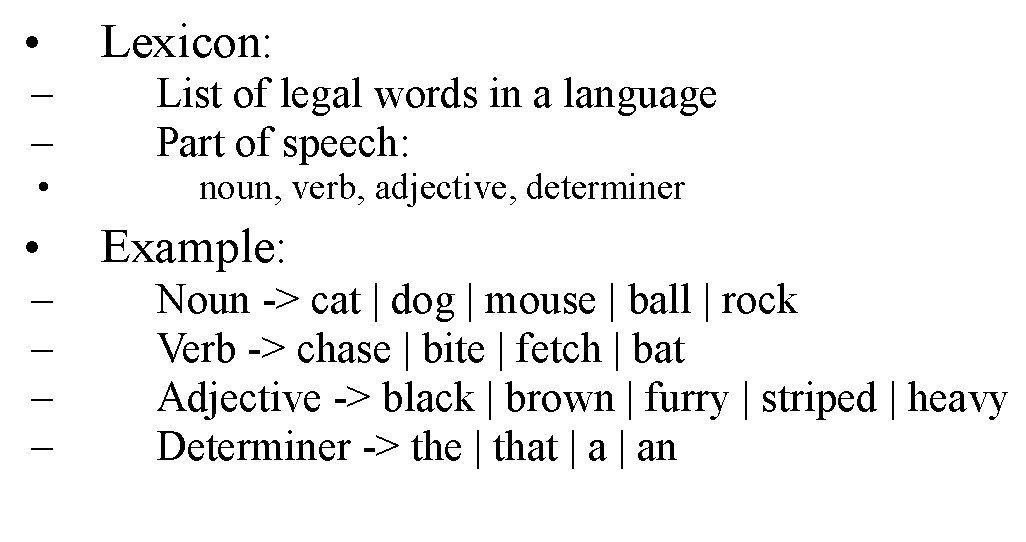 • Lexicon:
– List of legal words in a language
– Part of speech:
• noun, verb, adjective, determiner
• Example:
– Noun -> cat | dog | mouse | ball | rock
– Verb -> chase | bite | fetch | bat
– Adjective -> black | brown | furry | striped | heavy
– Determiner -> the | that | a | an